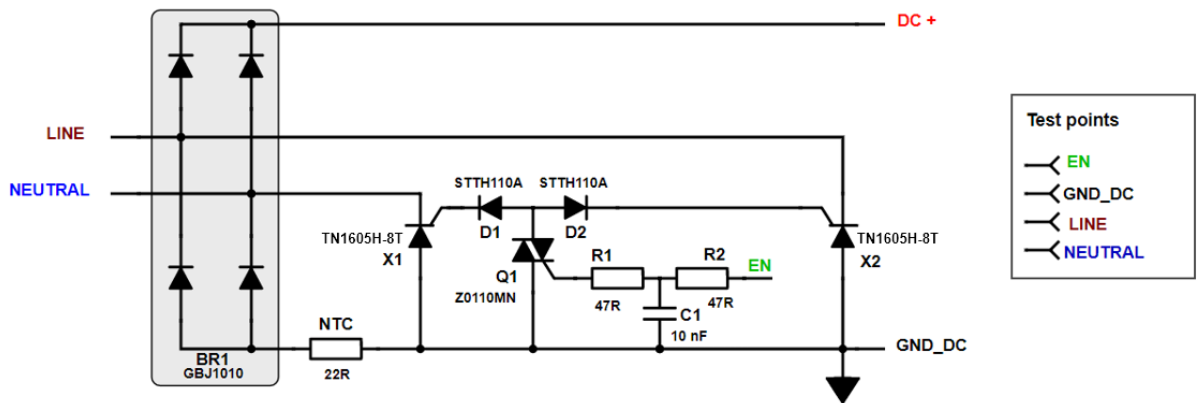 DC +
LINE
NEUTRAL
STTH110A
STTH110A
D1
D2
TN1605H-8T
X1
Q1
Z0110MN
R1
47R
R2
47R
EN
C1
10 nF
TN1605H-8T
X2
NTC
22R
BR1
GBJ1010
GND_DC
Test points
EN
GND_DC
LINE
NEUTRAL